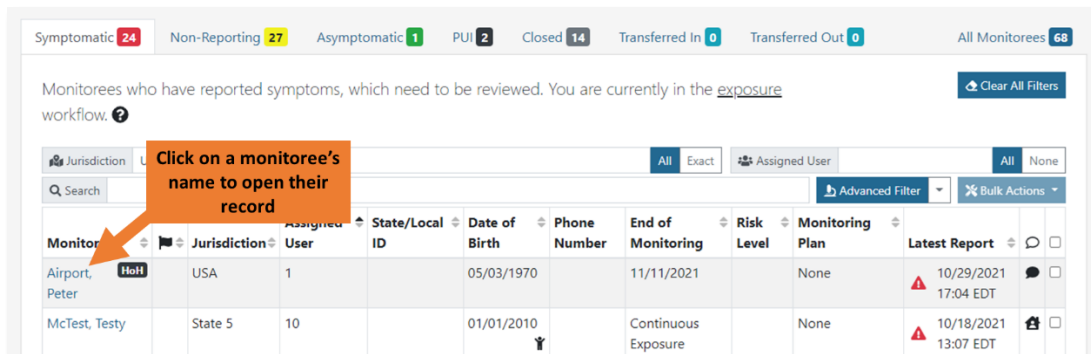 Symptomatic 24 Non-Reporting 27 Asymptomatic 1 PUI 2 Closed 14 Transferred In 0 Transferred Out 0 All Monitorees 68
Monitorees who have reported symptoms, which need to be reviewed. You are currently in the exposure
workflow.
Clear All Filters
Jurisdiction U All Exact Assigned User All None
Click on a monitoree's
name to open their
record
Search Advanced Filter Bulk Actions
Monitor Jurisdiction Assigned
User State/Local
ID Date of
Birth Phone
Number End of
Monitoring Risk
Level Monitoring
Plan Latest Report
Airport,
Peter HoH USA 1 05/03/1970 11/11/2021 None 10/29/2021
17:04 EDT
McTest, Testy State 5 10 01/01/2010 Continuous
Exposure None 10/18/2021
13:07 EDT